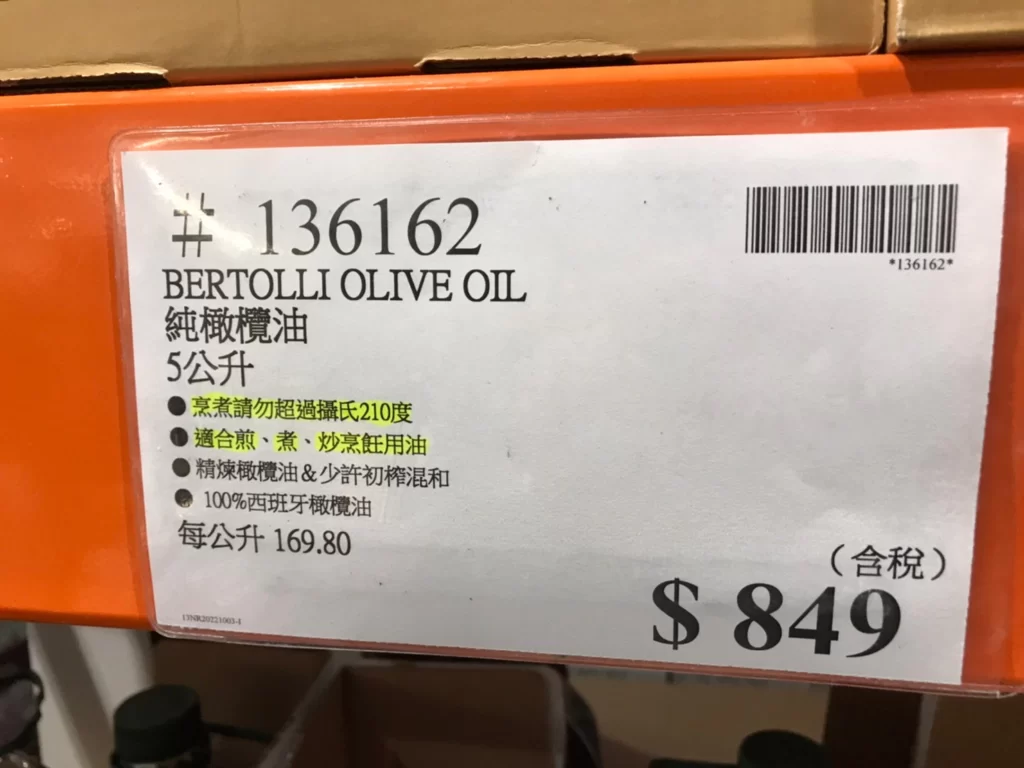 # 136162
*136162*
BERTOLLI OLIVE OIL
純橄欖油
5公升
●烹煮請勿超過攝氏210度
●適合煎、煮、炒烹飪用油
●精煉橄欖油&少許初榨混和
●100%西班牙橄欖油
每公升 169.80
(含稅)
$ 849
17NR20221003-1